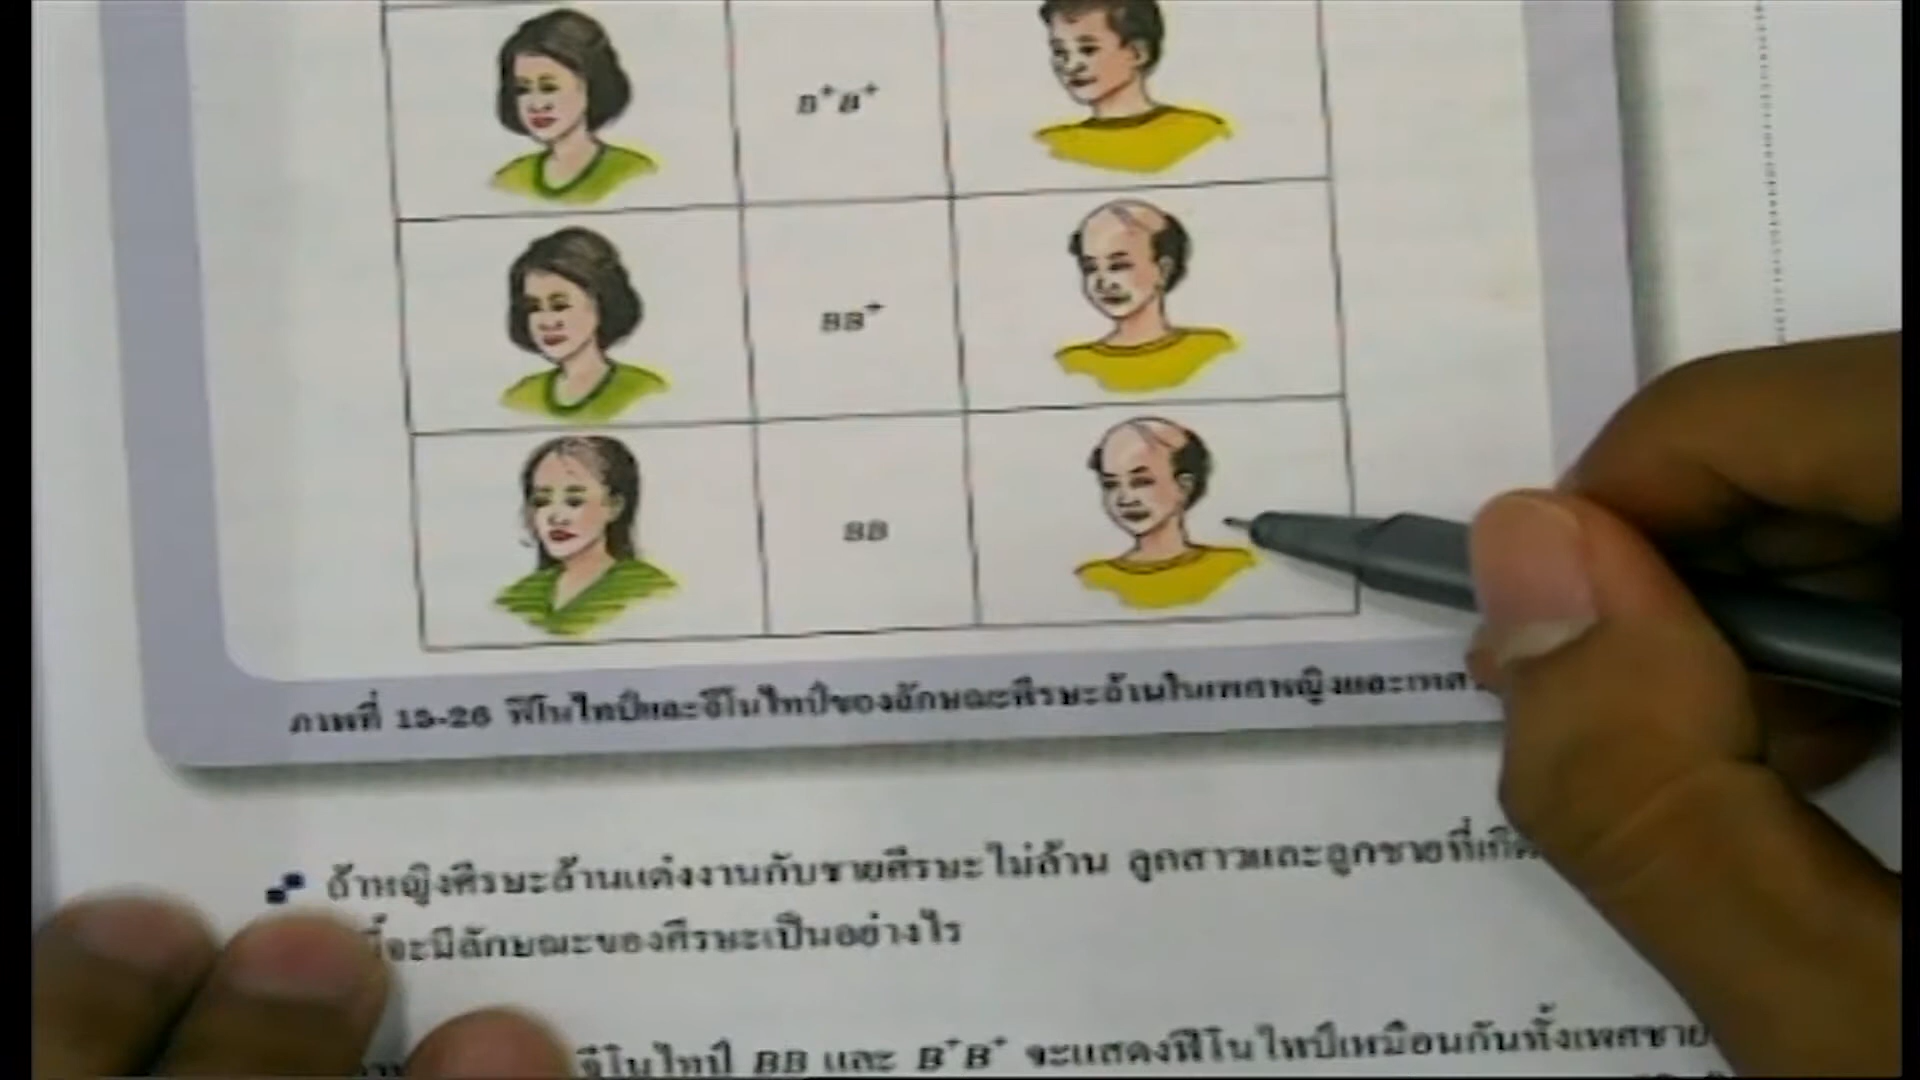 B⁺B⁺
BB⁺
BB
ภาพที่ 15-26 ฟีโนไทป์และจีโนไทป์ของลักษณะศีรษะล้านในเพศหญิงและเพศ
ถ้าหญิงศีรษะล้านแต่งงานกับชายศีรษะไม่ล้าน ลูกสาวและลูกชายที่เกิด
นี้จะมีลักษณะของศีรษะเป็นอย่างไร
จีโนไทป์ BB และ B⁺B⁺ จะแสดงฟีโนไทป์เหมือนกันทั้งเพศชาย